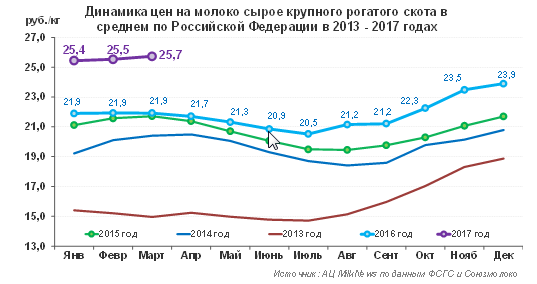 Динамика цен на молоко сырое крупного рогатого скота в
среднем по Российской Федерации в 2013 - 2017 годах
руб./кг
27,0
25,0
23,0
21,0
19,0
17,0
15,0
13,0
25,4 25,5 25,7
21,9 21,9 21,9 21,7 21,3 20,9 20,5 21,2 21,2 22,3 23,5 23,9
2015 год 2014 год 2013 год 2016 год 2017 год
Янв Февр Март Апр Май Июнь Июль Авг Сент Окт Нояб Дек
Источник: АЦ MilkNews по данным ФСГС и Союзмолоко